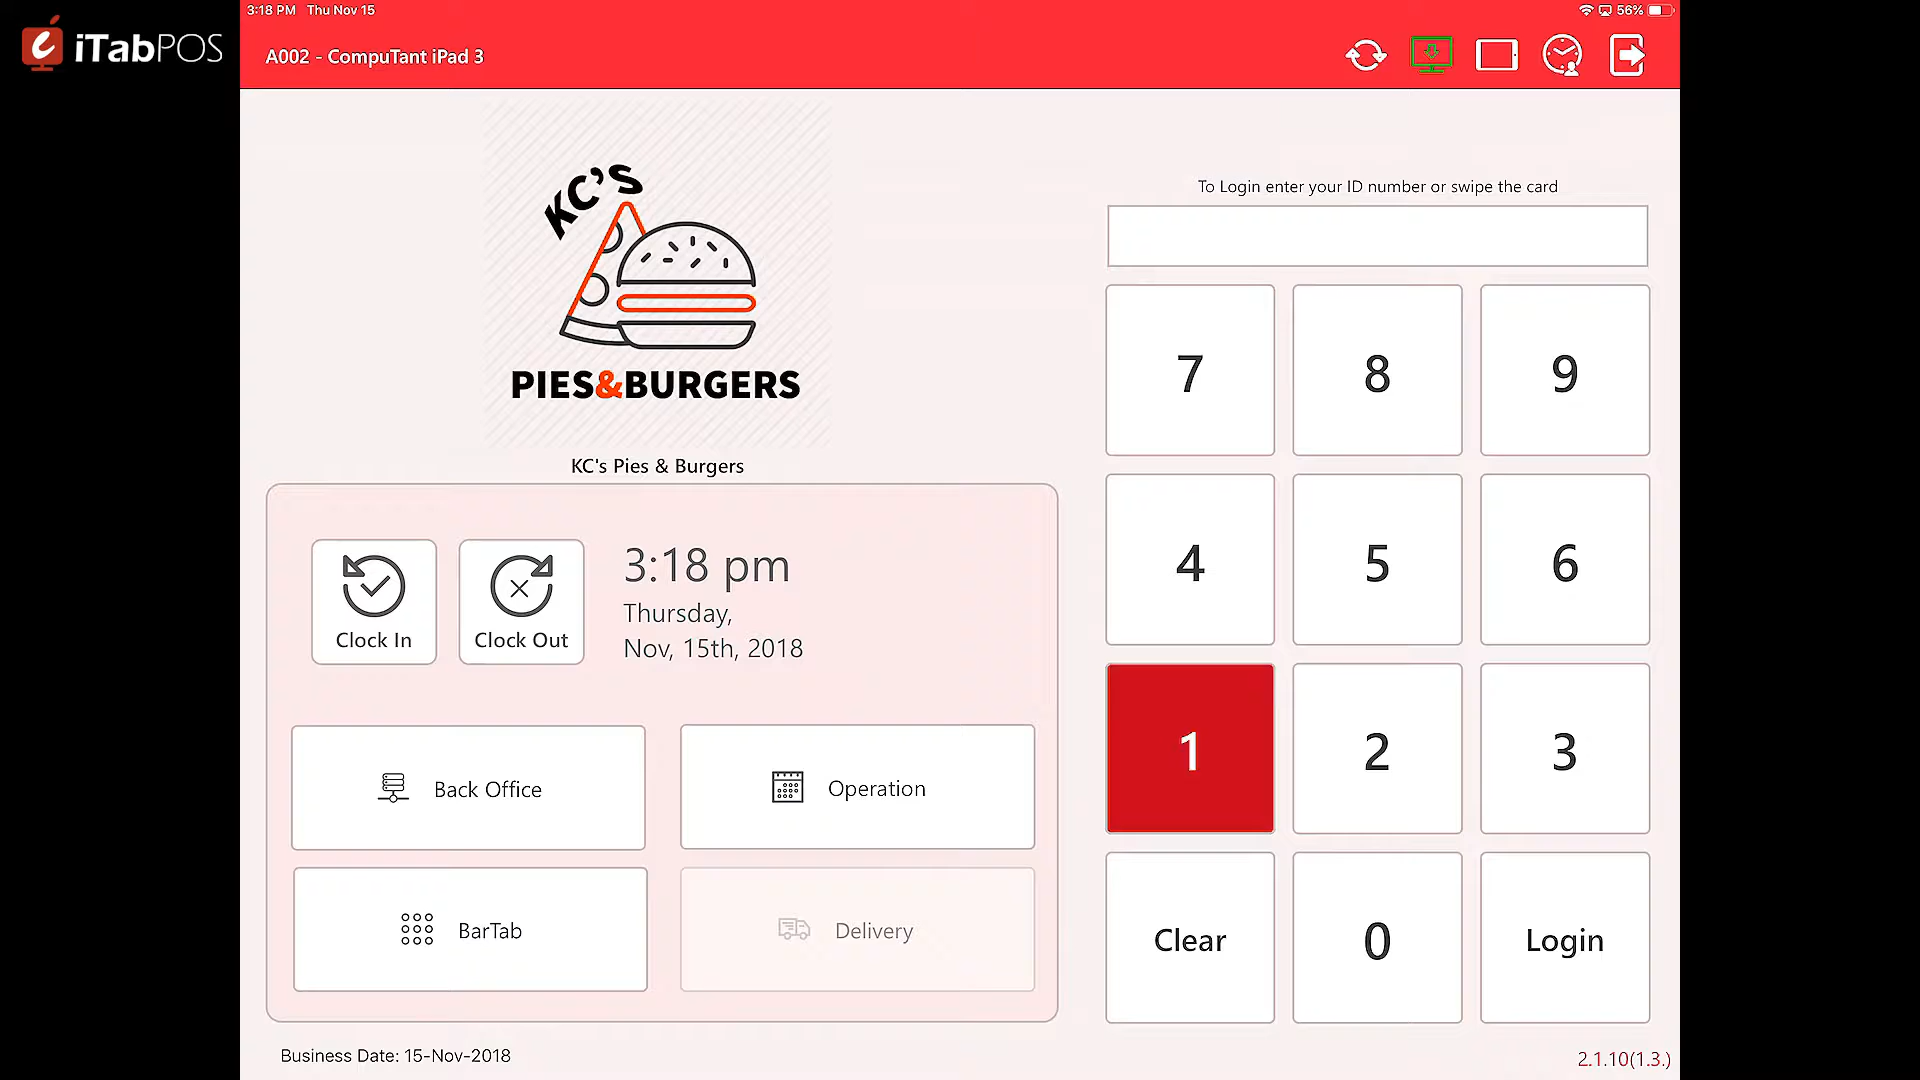 iTabPOS
3:18 PM Thu Nov 15
56%
A002 - CompuTant iPad 3
KC'S
PIES&BURGERS
KC's Pies & Burgers
Clock In
Clock Out
3:18 pm
Thursday,
Nov, 15th, 2018
Back Office
Operation
BarTab
Delivery
Business Date: 15-Nov-2018
To Login enter your ID number or swipe the card
7 8 9
4 5 6
1 2 3
Clear 0 Login
2.1.10(1.3.)